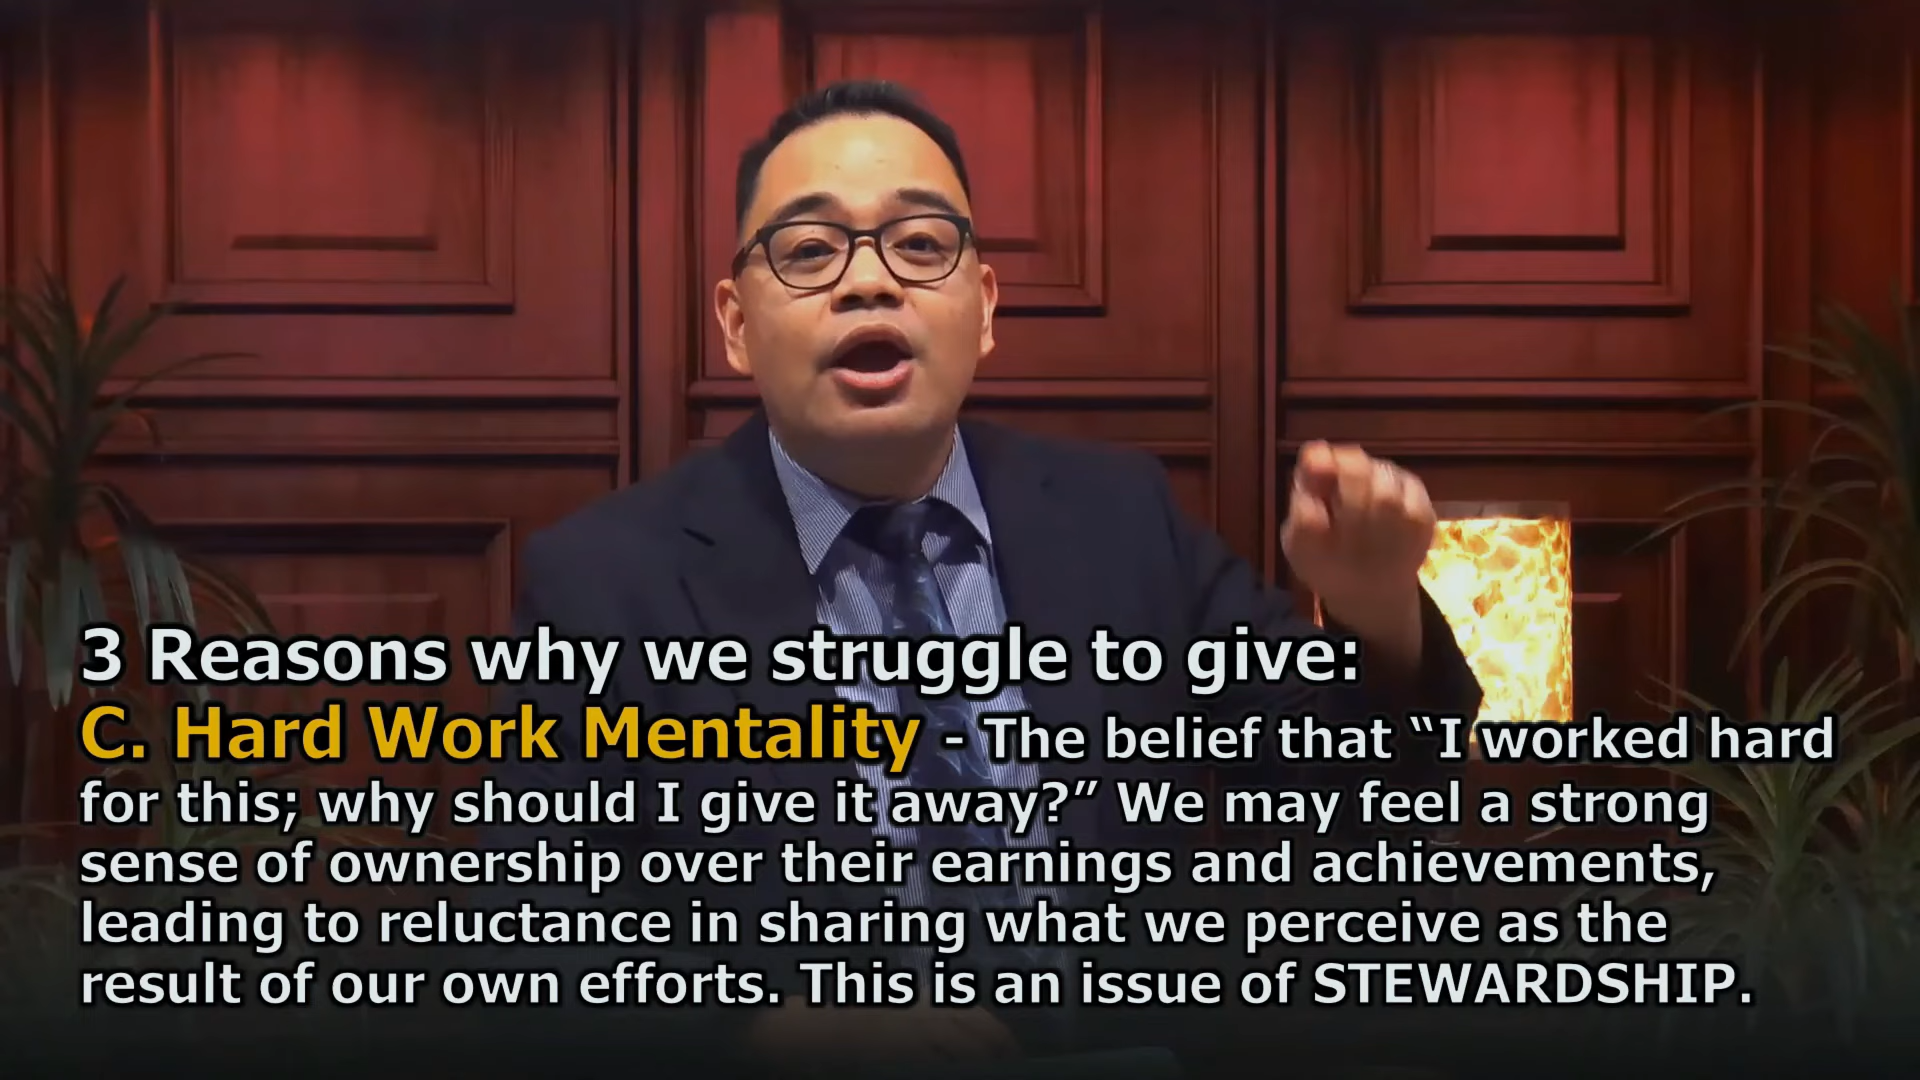 3 Reasons why we struggle to give:
C. Hard Work Mentality - The belief that “I worked hard
for this; why should I give it away?” We may feel a strong
sense of ownership over their earnings and achievements,
leading to reluctance in sharing what we perceive as the
result of our own efforts. This is an issue of STEWARDSHIP.